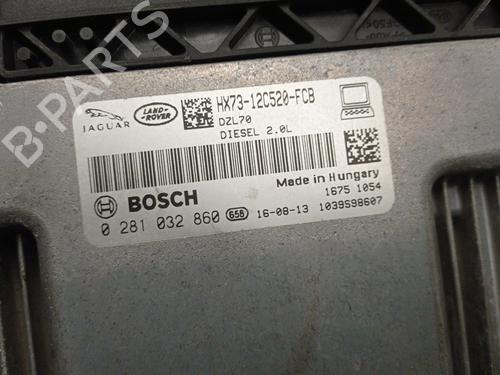 JAGUAR
LAND-
ROVER
HX73-12C520-FCB
DZL70
DIESEL 2.0L
BOSCH
Made in Hungary
1675 1054
0 281 032 860 G5B 16-08-13 1039S98607
B-PARTS